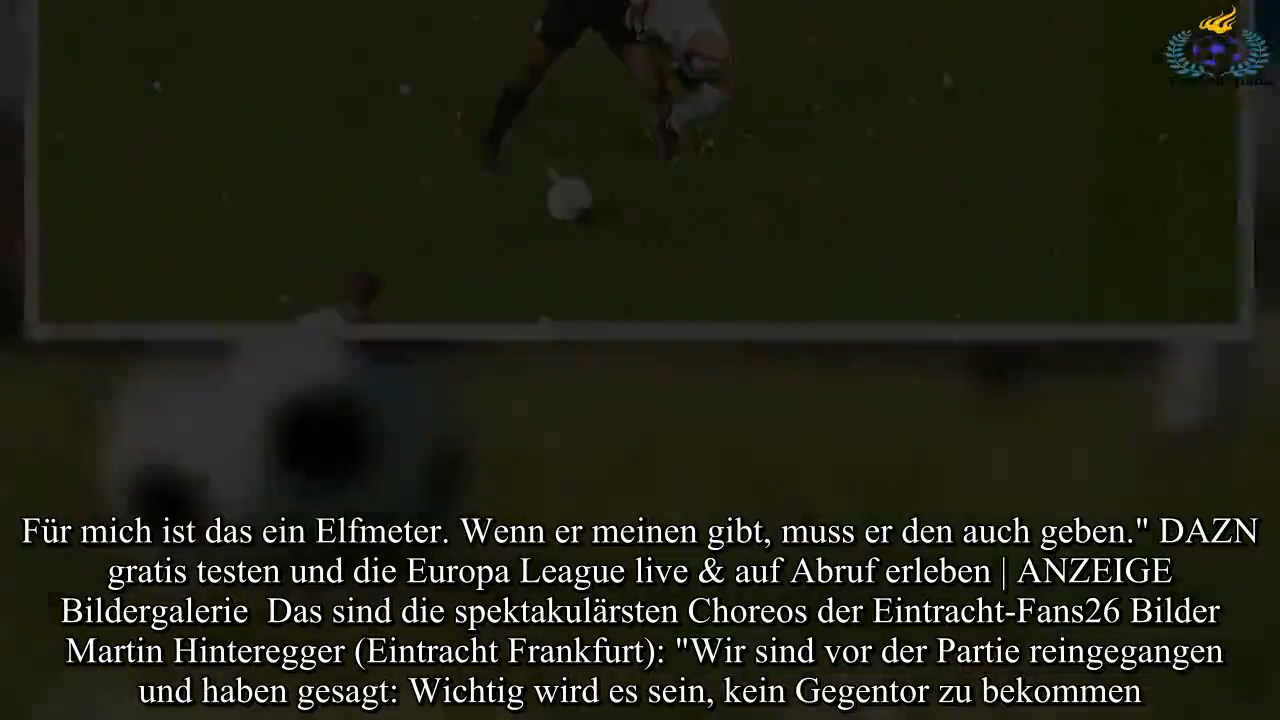 Für mich ist das ein Elfmeter. Wenn er meinen gibt, muss er den auch geben." DAZN
gratis testen und die Europa League live & auf Abruf erleben | ANZEIGE
Bildergalerie  Das sind die spektakulärsten Choreos der Eintracht-Fans26 Bilder
Martin Hinteregger (Eintracht Frankfurt): "Wir sind vor der Partie reingegangen
und haben gesagt: Wichtig wird es sein, kein Gegentor zu bekommen